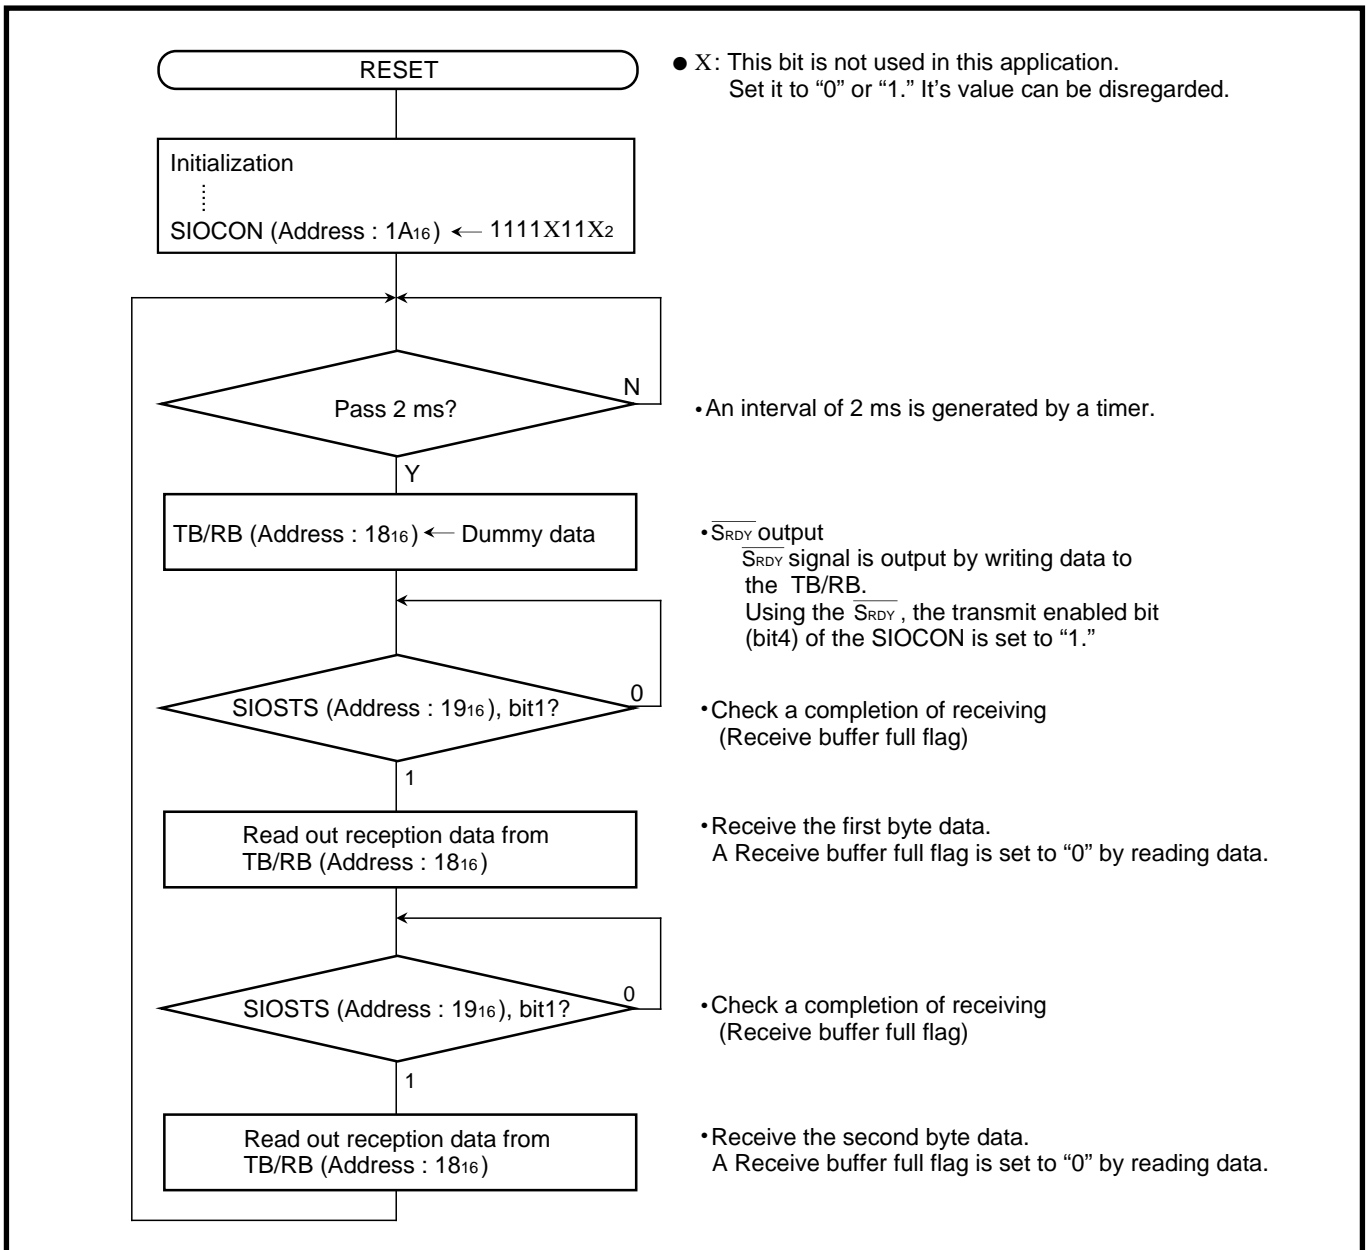 RESET
● X: This bit is not used in this application.
Set it to “0” or “1.” It’s value can be disregarded.
Initialization
SIOCON (Address : 1A16) ← 1111X11X2
Pass 2 ms?
N
•An interval of 2 ms is generated by a timer.
Y
TB/RB (Address : 1816) ← Dummy data
•SRDY output
SRDY signal is output by writing data to
the TB/RB.
Using the SRDY , the transmit enabled bit
(bit4) of the SIOCON is set to “1.”
SIOSTS (Address : 1916), bit1?
0
•Check a completion of receiving
(Receive buffer full flag)
1
Read out reception data from
TB/RB (Address : 1816)
•Receive the first byte data.
A Receive buffer full flag is set to “0” by reading data.
SIOSTS (Address : 1916), bit1?
0
•Check a completion of receiving
(Receive buffer full flag)
1
Read out reception data from
TB/RB (Address : 1816)
•Receive the second byte data.
A Receive buffer full flag is set to “0” by reading data.